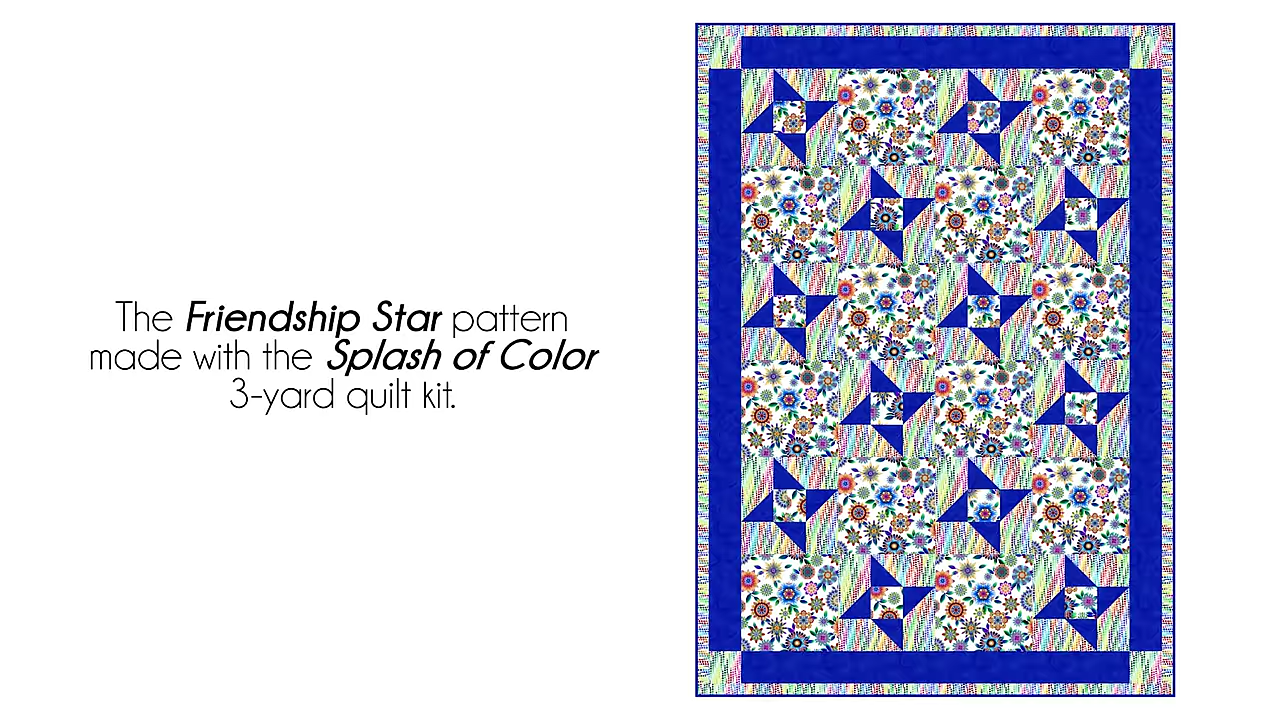 The Friendship Star pattern
made with the Splash of Color
3-yard quilt kit.